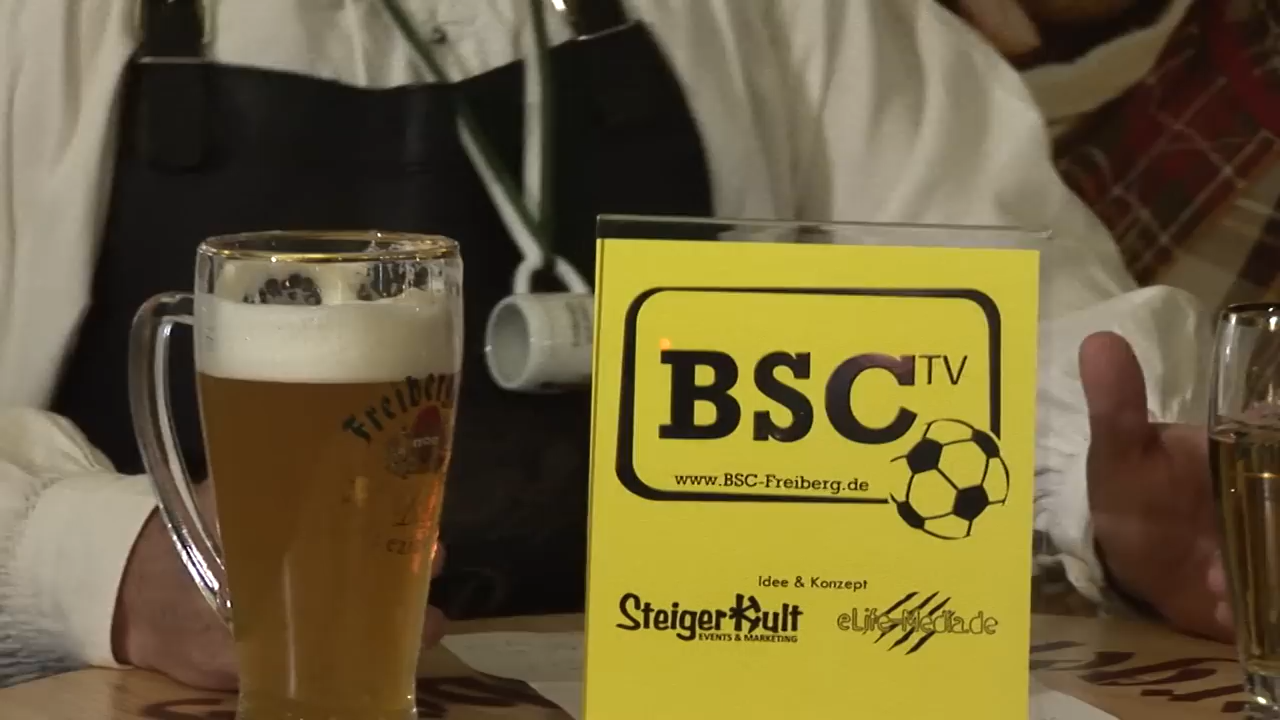 Freiberg
BSC TV
www.BSC-Freiberg.de
Idee & Konzept
SteigerKult
EVENTS & MARKETING
eLife-Media.de